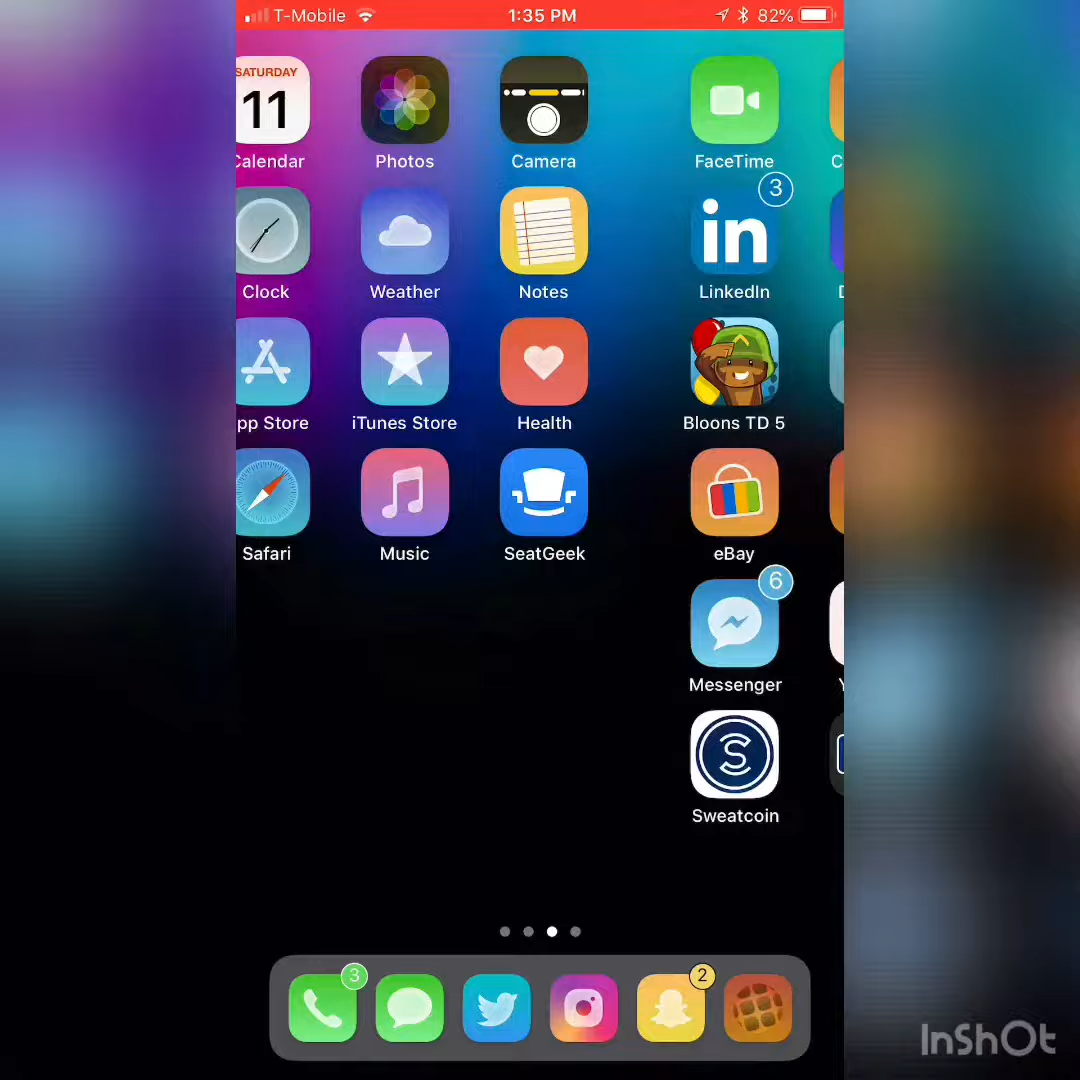 T-Mobile 1:35 PM 82%
SATURDAY
11
Calendar Photos Camera FaceTime C
3
in
Clock Weather Notes LinkedIn
pp Store iTunes Store Health Bloons TD 5
Safari Music SeatGeek eBay
6
Messenger
S
Sweatcoin
3 2
InShOt